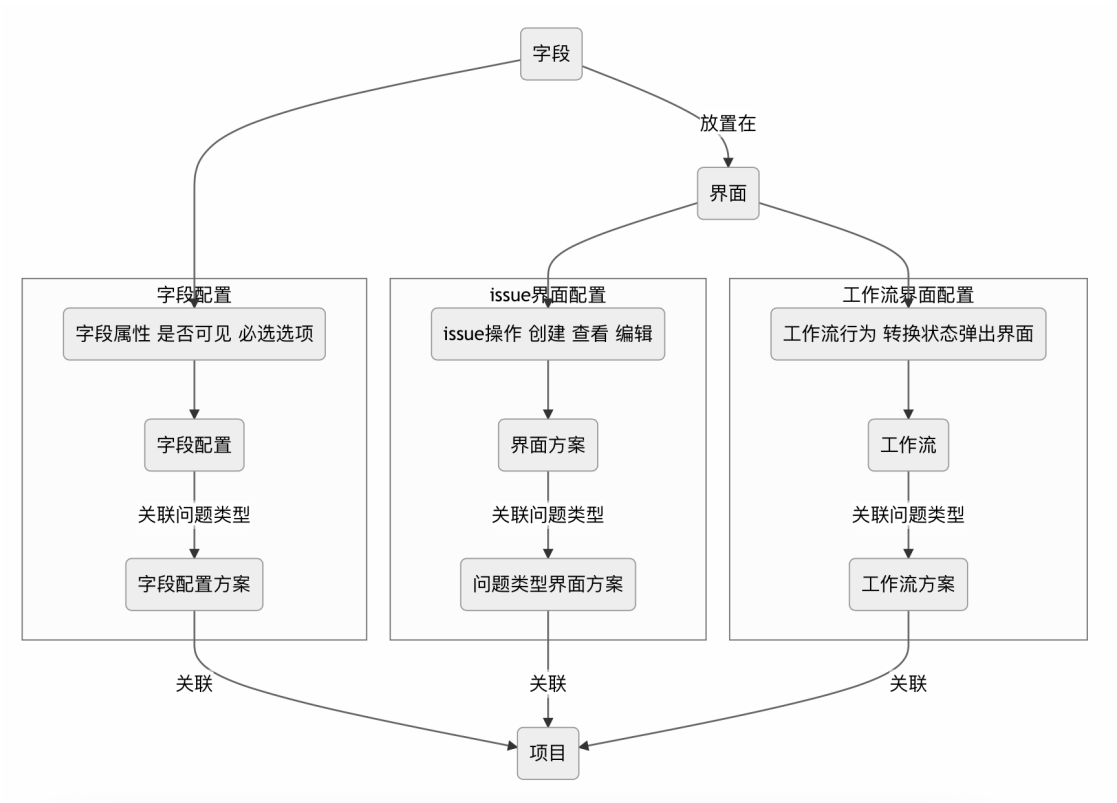 字段
放置在
界面
字段配置
issue界面配置
工作流界面配置
字段属性 是否可见 必选选项
issue操作 创建 查看 编辑
工作流行为 转换状态弹出界面
字段配置
界面方案
工作流
关联问题类型
关联问题类型
关联问题类型
字段配置方案
问题类型界面方案
工作流方案
关联
关联
关联
项目